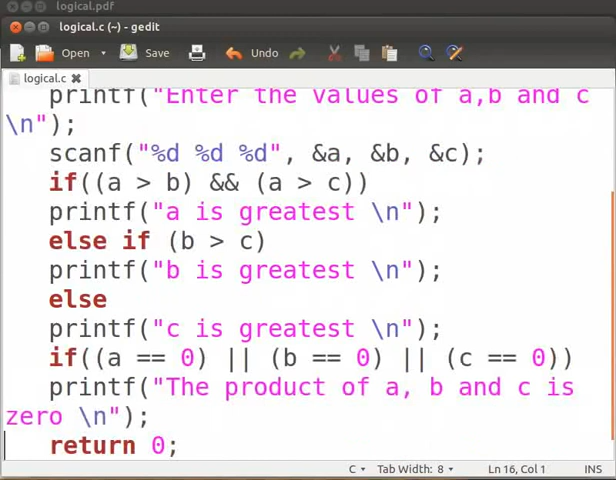 logical.pdf
logical.c (~) - gedit
Open Save Undo
logical.c
printf("Enter the values of a,b and c
\n");
scanf("%d %d %d", &a, &b, &c);
if((a > b) && (a > c))
printf("a is greatest \n");
else if (b > c)
printf("b is greatest \n");
else
printf("c is greatest \n");
if((a == 0) || (b == 0) || (c == 0))
printf("The product of a, b and c is
zero \n");
return 0;
C Tab Width: 8 Ln 16, Col 1 INS